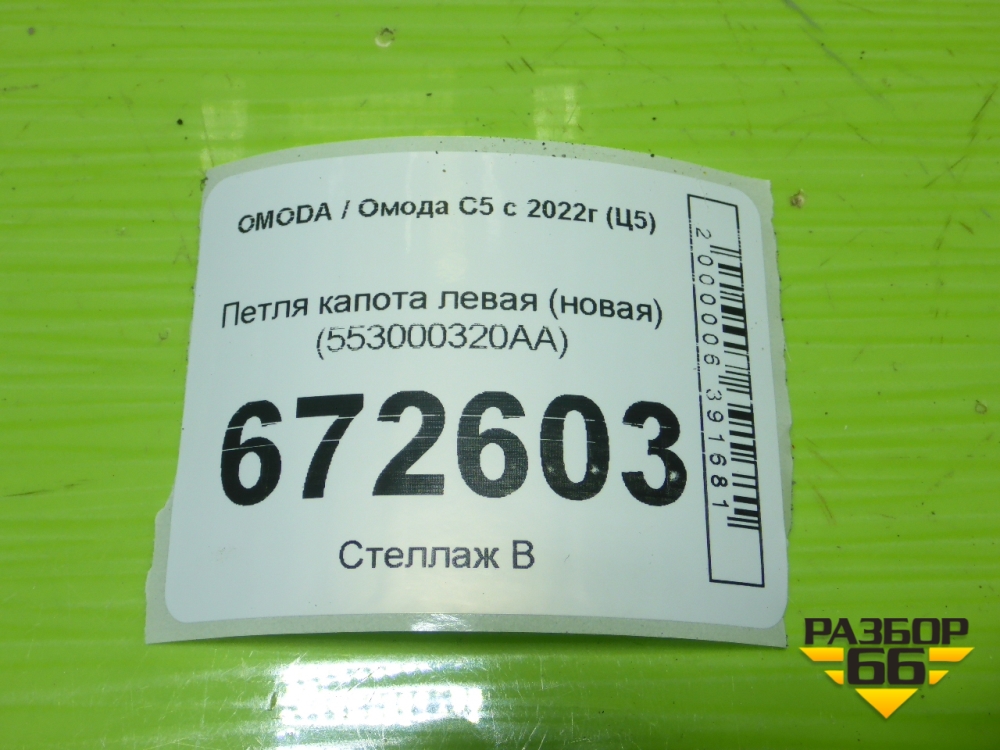 OMODA / Омода С5 с 2022г (Ц5)
Петля капота левая (новая)
(553000320AA)
672603
Стеллаж В
2000006391681
РАЗБОР
66